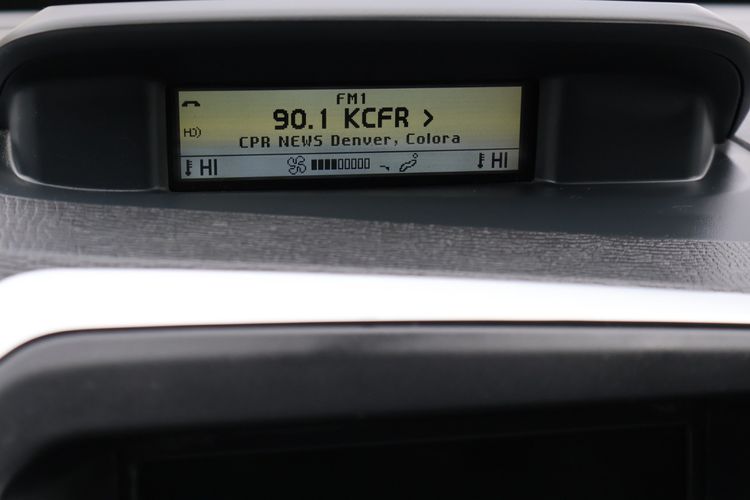 FM1
90.1 KCFR >
HD)
CPR NEWS Denver, Colora
HI HI